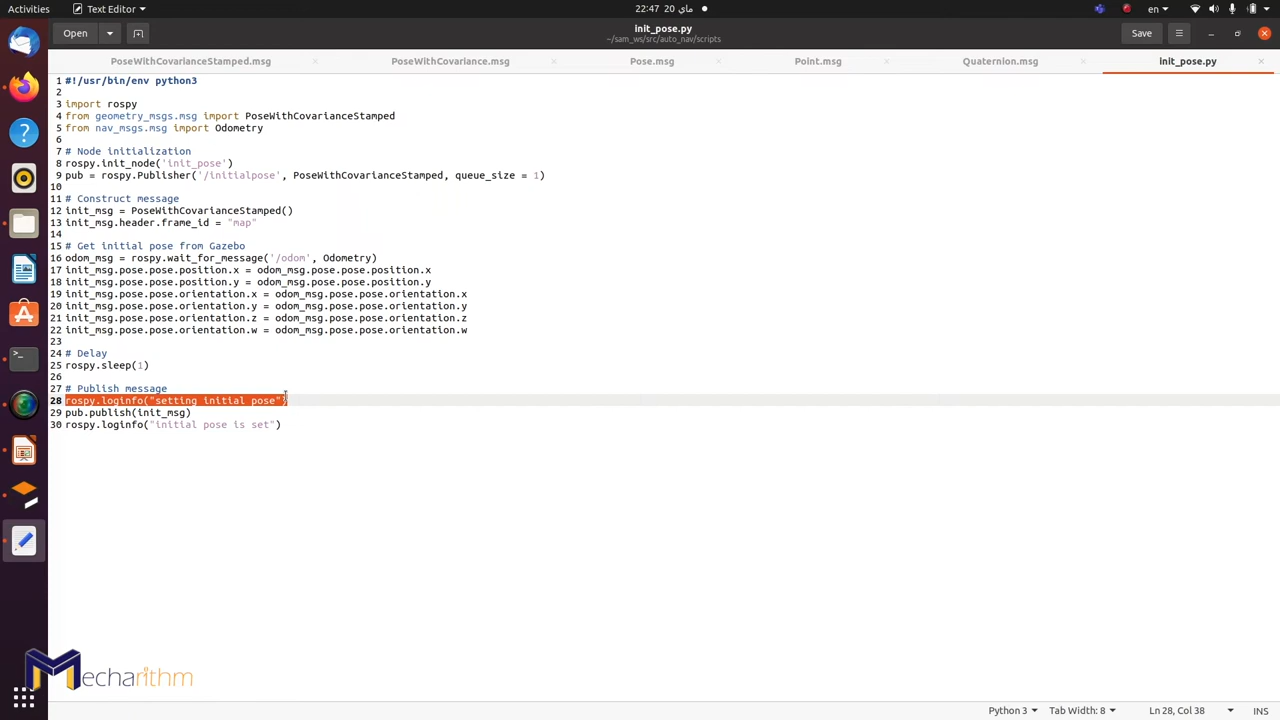 Activities
Text Editor
22:47 20 ماي
en
Open
init_pose.py
~/sam_ws/src/auto_nav/scripts
Save
PoseWithCovarianceStamped.msg
PoseWithCovariance.msg
Pose.msg
Point.msg
Quaternion.msg
init_pose.py
1 #!/usr/bin/env python3
2
3 import rospy
4 from geometry_msgs.msg import PoseWithCovarianceStamped
5 from nav_msgs.msg import Odometry
6
7 # Node initialization
8 rospy.init_node('init_pose')
9 pub = rospy.Publisher('/initialpose', PoseWithCovarianceStamped, queue_size = 1)
10
11 # Construct message
12 init_msg = PoseWithCovarianceStamped()
13 init_msg.header.frame_id = "map"
14
15 # Get initial pose from Gazebo
16 odom_msg = rospy.wait_for_message('/odom', Odometry)
17 init_msg.pose.pose.position.x = odom_msg.pose.pose.position.x
18 init_msg.pose.pose.position.y = odom_msg.pose.pose.position.y
19 init_msg.pose.pose.orientation.x = odom_msg.pose.pose.orientation.x
20 init_msg.pose.pose.orientation.y = odom_msg.pose.pose.orientation.y
21 init_msg.pose.pose.orientation.z = odom_msg.pose.pose.orientation.z
22 init_msg.pose.pose.orientation.w = odom_msg.pose.pose.orientation.w
23
24 # Delay
25 rospy.sleep(1)
26
27 # Publish message
28 rospy.loginfo("setting initial pose")
29 pub.publish(init_msg)
30 rospy.loginfo("initial pose is set")
Mecharithm
Python 3
Tab Width: 8
Ln 28, Col 38
INS